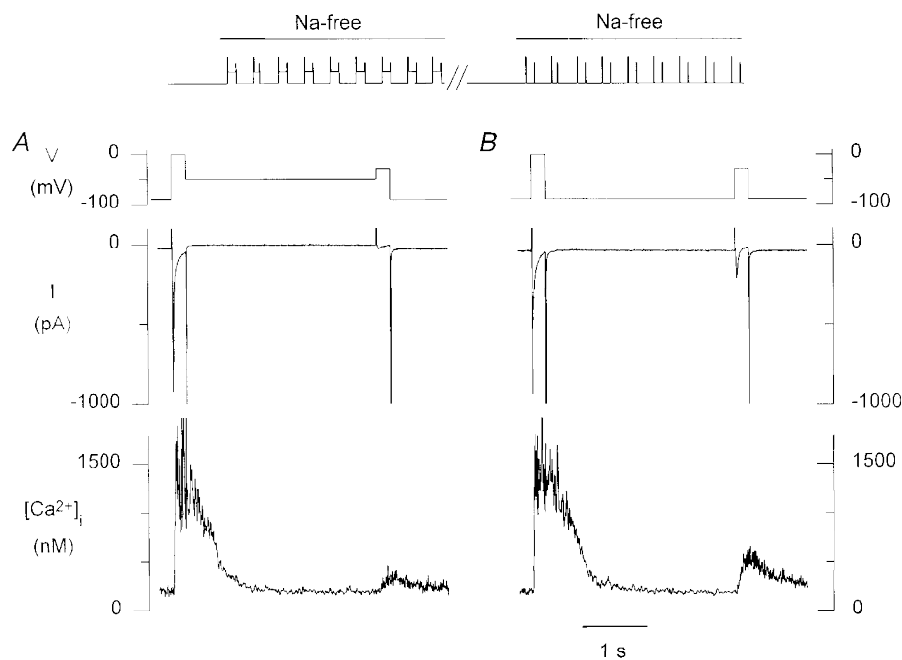 Na-free Na-free
A B
V
(mV)
0
-100
0
-100
I
(pA)
0
-1000
0
-1000
[Ca2+]i
(nM)
1500
0
1500
0
1 s